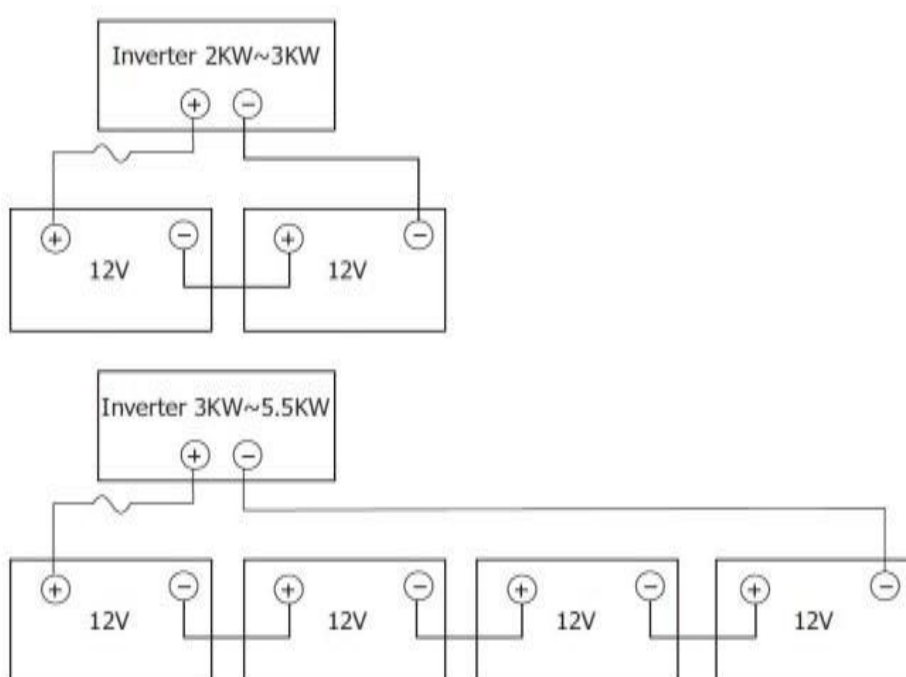 Inverter 2KW~3KW
+ −
+ − + −
12V 12V
Inverter 3KW~5.5KW
+ −
+ − + − + − + −
12V 12V 12V 12V